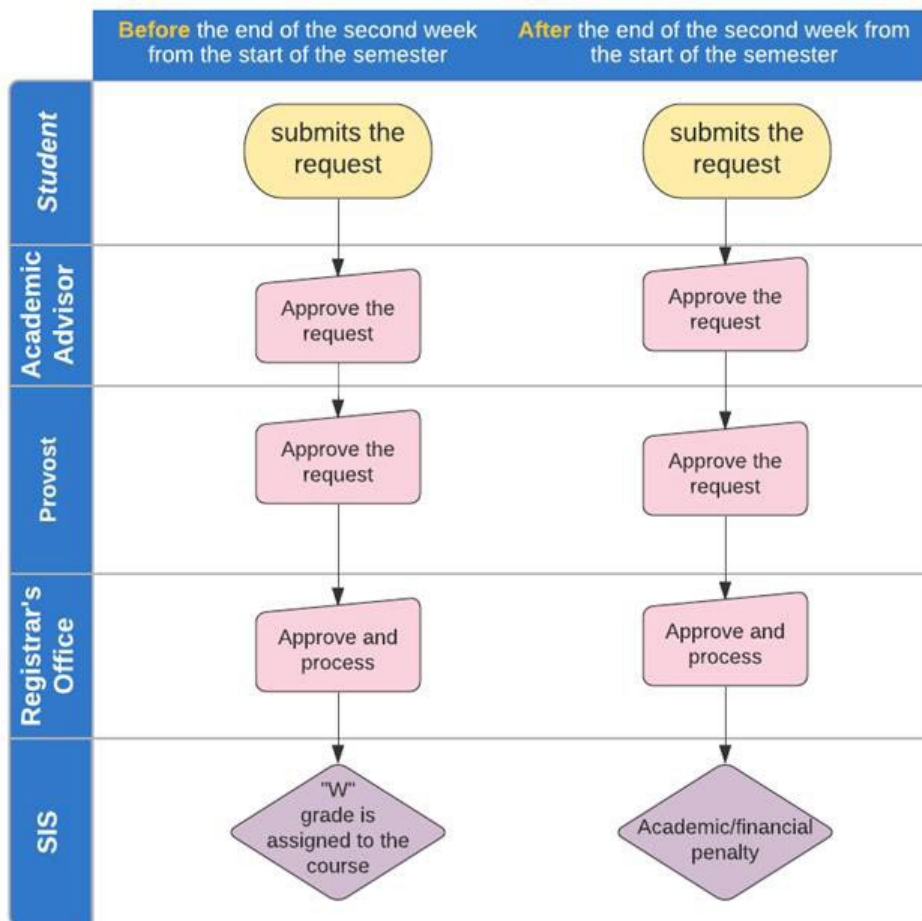 Before the end of the second week
from the start of the semester
After the end of the second week from
the start of the semester
Student
submits the
request
submits the
request
Academic
Advisor
Approve the
request
Approve the
request
Provost
Approve the
request
Approve the
request
Registrar's
Office
Approve and
process
Approve and
process
SIS
"W"
grade is
assigned to the
course
Academic/financial
penalty